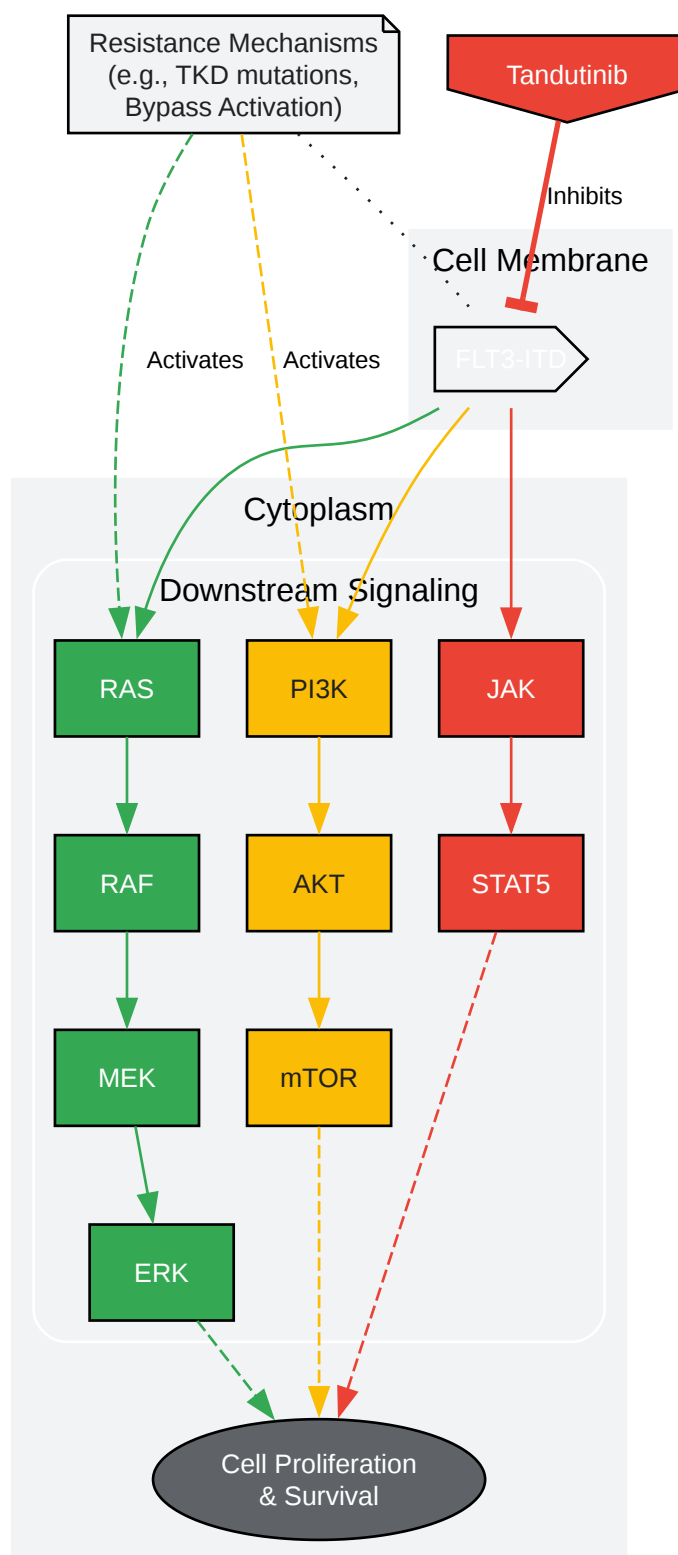 Resistance Mechanisms
(e.g., TKD mutations,
Bypass Activation)
Tandutinib
Inhibits
Cell Membrane
FLT3-ITD
Activates
Activates
Cytoplasm
Downstream Signaling
RAS
PI3K
JAK
RAF
AKT
STAT5
MEK
mTOR
ERK
Cell Proliferation
& Survival